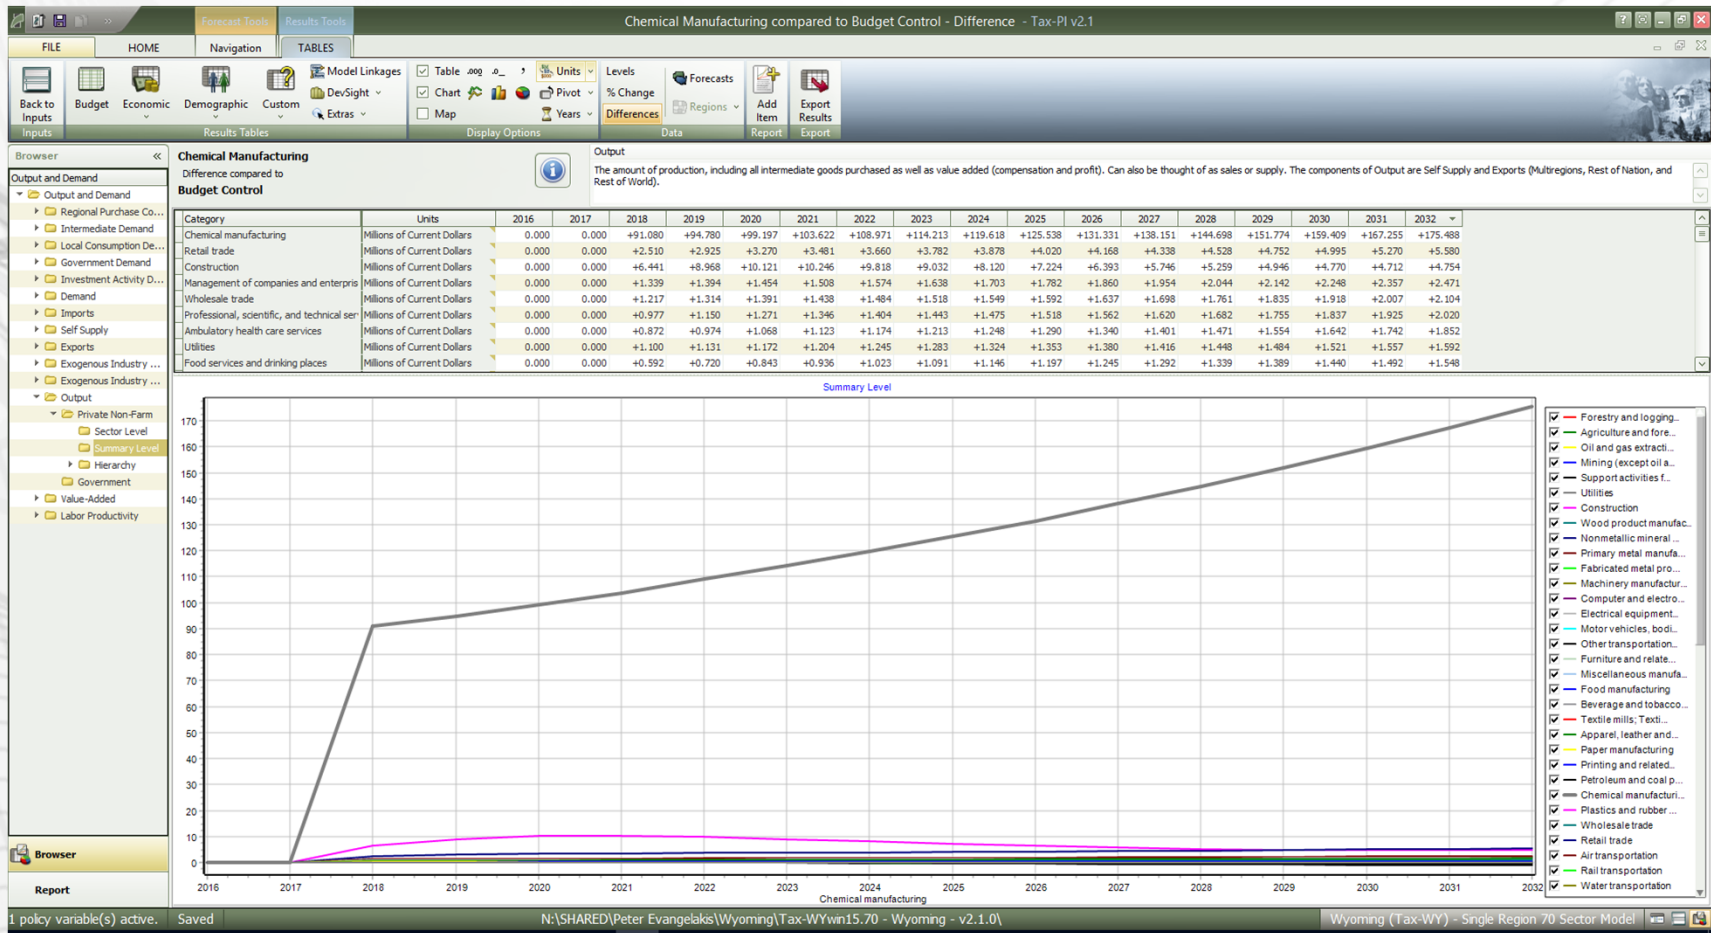 Forecast Tools Results Tools Chemical Manufacturing compared to Budget Control - Difference - Tax-PI v2.1
FILE HOME Navigation TABLES
Back to Inputs
Budget
Economic
Demographic
Custom
Model Linkages
DevSight
Extras
Table
Chart
Map
Units
Pivot
Years
Levels
% Change
Differences
Forecasts
Regions
Add Item
Export Results
Inputs Results Tables Display Options Data Report Export
Browser
Output and Demand
Output and Demand
Regional Purchase Co...
Intermediate Demand
Local Consumption De...
Government Demand
Investment Activity D...
Demand
Imports
Self Supply
Exports
Exogenous Industry ...
Exogenous Industry ...
Output
Private Non-Farm
Sector Level
Summary Level
Hierarchy
Government
Value-Added
Labor Productivity
Browser
Report
Chemical Manufacturing
Difference compared to
Budget Control
Output
The amount of production, including all intermediate goods purchased as well as value added (compensation and profit). Can also be thought of as sales or supply. The components of Output are Self Supply and Exports (Multiregions, Rest of Nation, and
Rest of World).
Category Units 2016 2017 2018 2019 2020 2021 2022 2023 2024 2025 2026 2027 2028 2029 2030 2031 2032
Chemical manufacturing Millions of Current Dollars 0.000 0.000 +91.080 +94.780 +99.197 +103.622 +108.971 +114.213 +119.618 +125.538 +131.331 +138.151 +144.698 +151.774 +159.409 +167.255 +175.488
Retail trade Millions of Current Dollars 0.000 0.000 +2.510 +2.925 +3.270 +3.481 +3.660 +3.782 +3.878 +4.020 +4.168 +4.338 +4.528 +4.752 +4.995 +5.270 +5.580
Construction Millions of Current Dollars 0.000 0.000 +6.441 +8.968 +10.121 +10.246 +9.818 +9.032 +8.120 +7.224 +6.393 +5.746 +5.259 +4.946 +4.770 +4.712 +4.754
Management of companies and enterpris Millions of Current Dollars 0.000 0.000 +1.339 +1.394 +1.454 +1.508 +1.574 +1.638 +1.703 +1.782 +1.860 +1.954 +2.044 +2.142 +2.248 +2.357 +2.471
Wholesale trade Millions of Current Dollars 0.000 0.000 +1.217 +1.314 +1.391 +1.438 +1.484 +1.518 +1.549 +1.592 +1.637 +1.698 +1.761 +1.835 +1.918 +2.007 +2.104
Professional, scientific, and technical ser Millions of Current Dollars 0.000 0.000 +0.977 +1.150 +1.271 +1.346 +1.404 +1.443 +1.475 +1.518 +1.562 +1.620 +1.682 +1.755 +1.837 +1.925 +2.020
Ambulatory health care services Millions of Current Dollars 0.000 0.000 +0.872 +0.974 +1.068 +1.123 +1.174 +1.213 +1.248 +1.290 +1.340 +1.401 +1.471 +1.554 +1.642 +1.742 +1.852
Utilities Millions of Current Dollars 0.000 0.000 +1.100 +1.131 +1.172 +1.204 +1.245 +1.283 +1.324 +1.353 +1.380 +1.416 +1.448 +1.484 +1.521 +1.557 +1.592
Food services and drinking places Millions of Current Dollars 0.000 0.000 +0.592 +0.720 +0.843 +0.936 +1.023 +1.091 +1.146 +1.197 +1.245 +1.292 +1.339 +1.389 +1.440 +1.492 +1.548
Summary Level
170
160
150
140
130
120
110
100
90
80
70
60
50
40
30
20
10
0
2016 2017 2018 2019 2020 2021 2022 2023 2024 2025 2026 2027 2028 2029 2030 2031 2032
Chemical manufacturing
Forestry and logging...
Agriculture and fore...
Oil and gas extracti...
Mining (except oil a...
Support activities f...
Utilities
Construction
Wood product manufac...
Nonmetallic mineral ...
Primary metal manufa...
Fabricated metal pro...
Machinery manufactur...
Computer and electro...
Electrical equipment...
Motor vehicles, bodi...
Other transportation...
Furniture and relate...
Miscellaneous manufa...
Food manufacturing
Beverage and tobacco...
Textile mills; Texti...
Apparel, leather and...
Paper manufacturing
Printing and related...
Petroleum and coal p...
Chemical manufacturi...
Plastics and rubber ...
Wholesale trade
Retail trade
Air transportation
Rail transportation
Water transportation
1 policy variable(s) active. Saved N:\SHARED\Peter Evangelakis\Wyoming\Tax-WYwin15.70 - Wyoming - v2.1.0\ Wyoming (Tax-WY) - Single Region 70 Sector Model